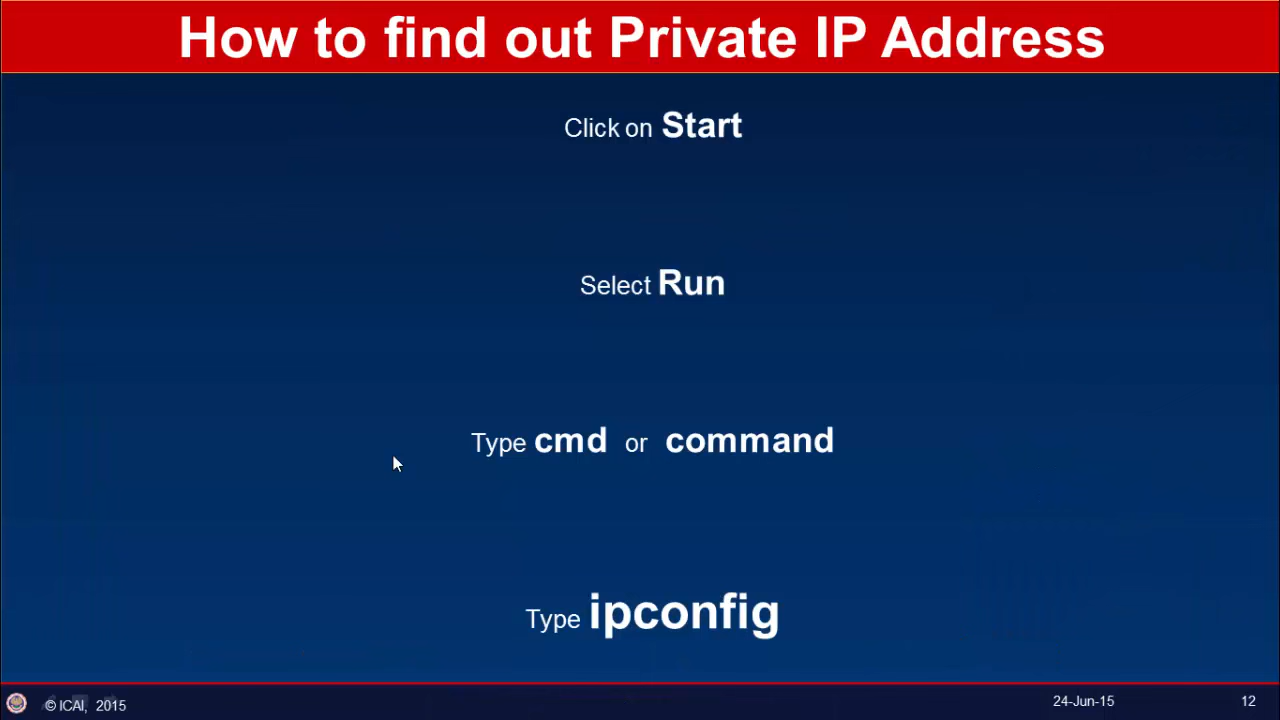 How to find out Private IP Address
Click on Start
Select Run
Type cmd or command
Type ipconfig
© ICAI, 2015
24-Jun-15
12